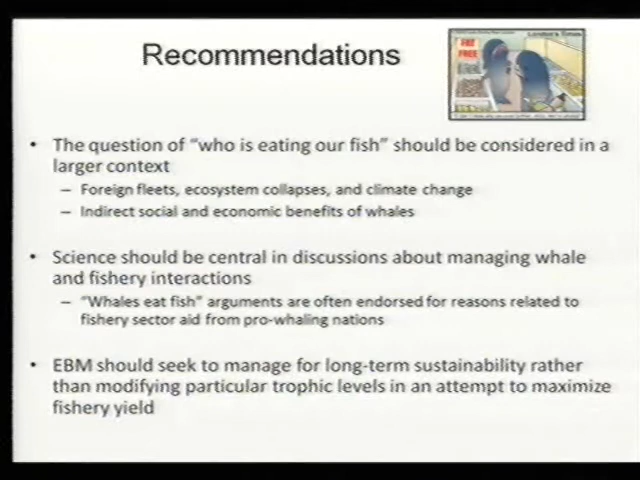 Recommendations
FAT
FREE
London's Times
• The question of "who is eating our fish" should be considered in a
larger context
– Foreign fleets, ecosystem collapses, and climate change
– Indirect social and economic benefits of whales
• Science should be central in discussions about managing whale
and fishery interactions
– "Whales eat fish" arguments are often endorsed for reasons related to
fishery sector aid from pro-whaling nations
• EBM should seek to manage for long-term sustainability rather
than modifying particular trophic levels in an attempt to maximize
fishery yield